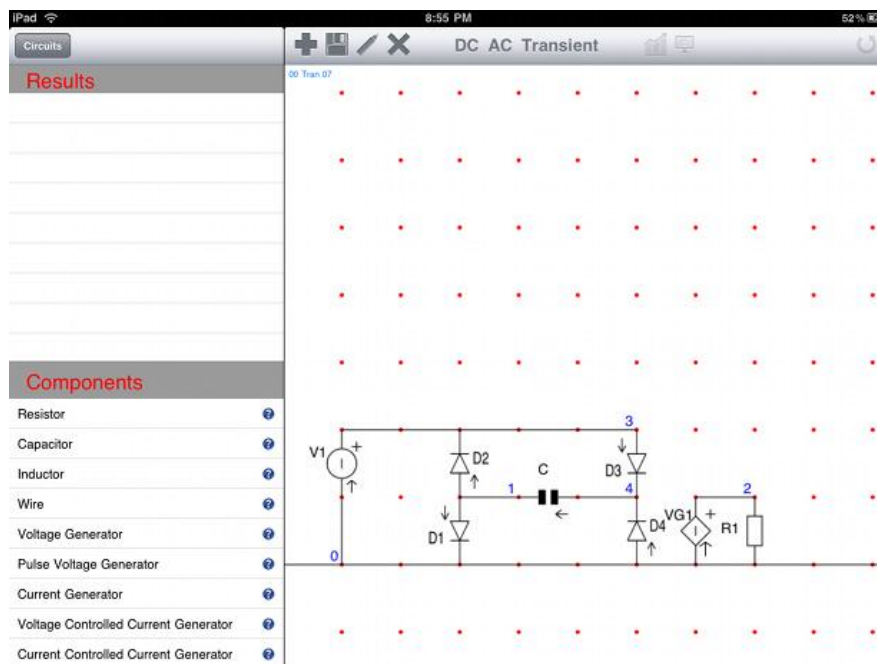 iPad 8:55 PM 52%
Circuits DC AC Transient
Results
00 Tran 07
Components
Resistor
Capacitor
Inductor
Wire
Voltage Generator
Pulse Voltage Generator
Current Generator
Voltage Controlled Current Generator
Current Controlled Current Generator
3
V1 + D2 C D3
1 4 2
D1 D4 VG1 + R1
0